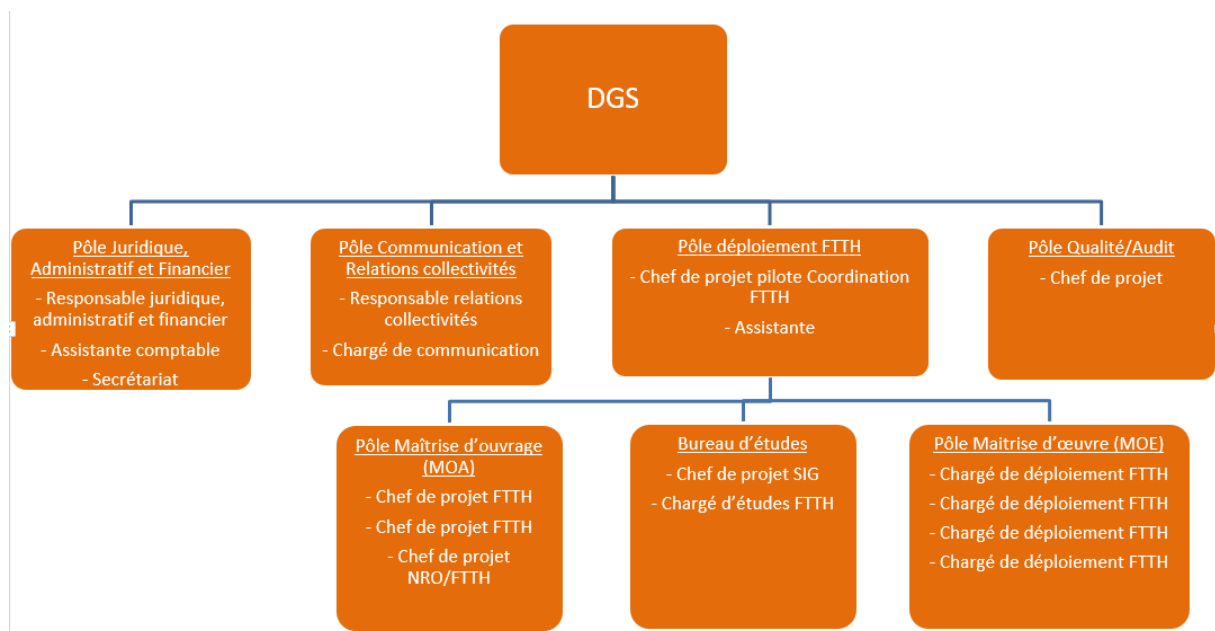 DGS
Pôle Juridique,
Administratif et Financier
- Responsable juridique,
administratif et financier
- Assistante comptable
- Secrétariat
Pôle Communication et
Relations collectivités
- Responsable relations
collectivités
- Chargé de communication
Pôle déploiement FTTH
- Chef de projet pilote Coordination
FTTH
- Assistante
Pôle Qualité/Audit
- Chef de projet
Pôle Maîtrise d'ouvrage
(MOA)
- Chef de projet FTTH
- Chef de projet FTTH
- Chef de projet
NRO/FTTH
Bureau d'études
- Chef de projet SIG
- Chargé d'études FTTH
Pôle Maitrise d'œuvre (MOE)
- Chargé de déploiement FTTH
- Chargé de déploiement FTTH
- Chargé de déploiement FTTH
- Chargé de déploiement FTTH